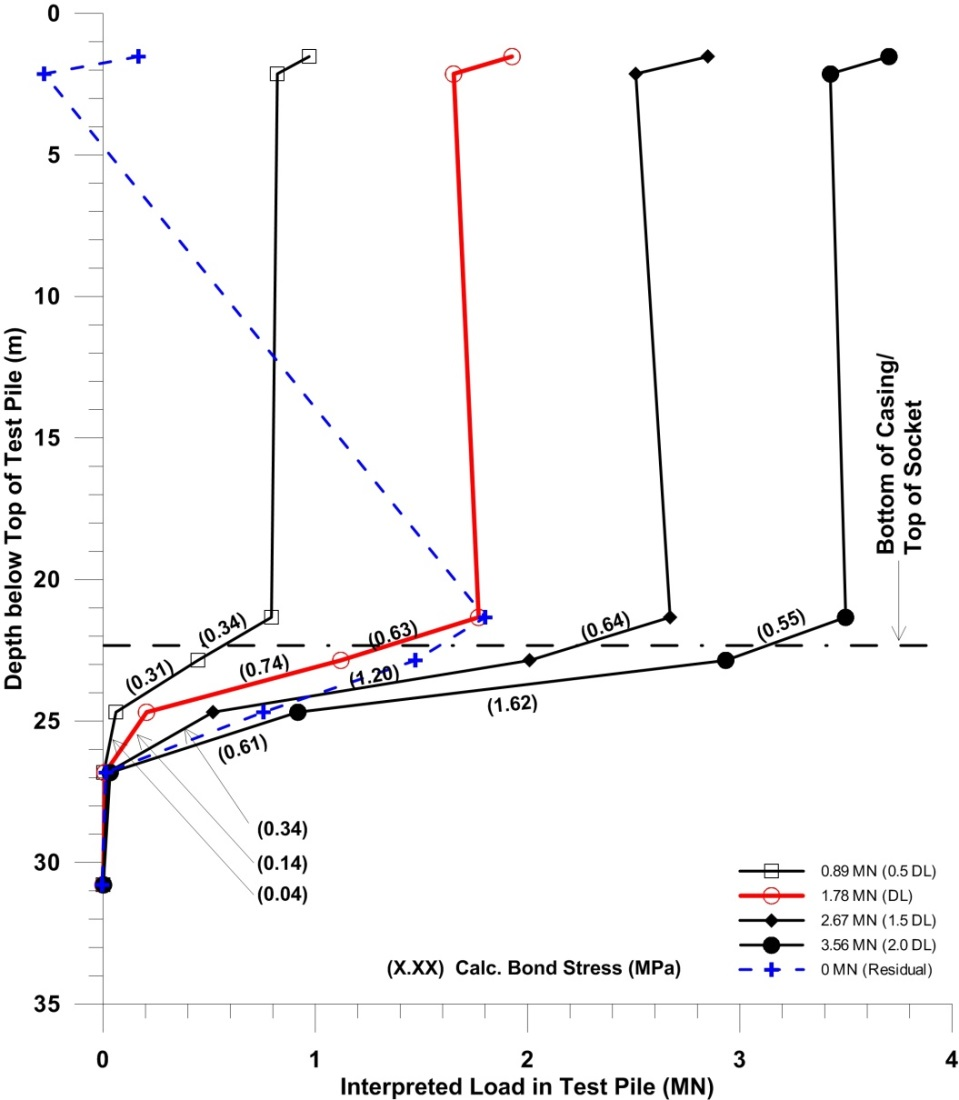 0
5
10
15
20
25
30
35
Depth below Top of Test Pile (m)
Bottom of Casing/
Top of Socket
(0.34)
(0.63)
(0.64)
(0.55)
(0.31)
(0.74)
(1.20)
(1.62)
(0.61)
(0.34)
(0.14)
(0.04)
0.89 MN (0.5 DL)
1.78 MN (DL)
2.67 MN (1.5 DL)
3.56 MN (2.0 DL)
0 MN (Residual)
(X.XX) Calc. Bond Stress (MPa)
0
1
2
3
4
Interpreted Load in Test Pile (MN)